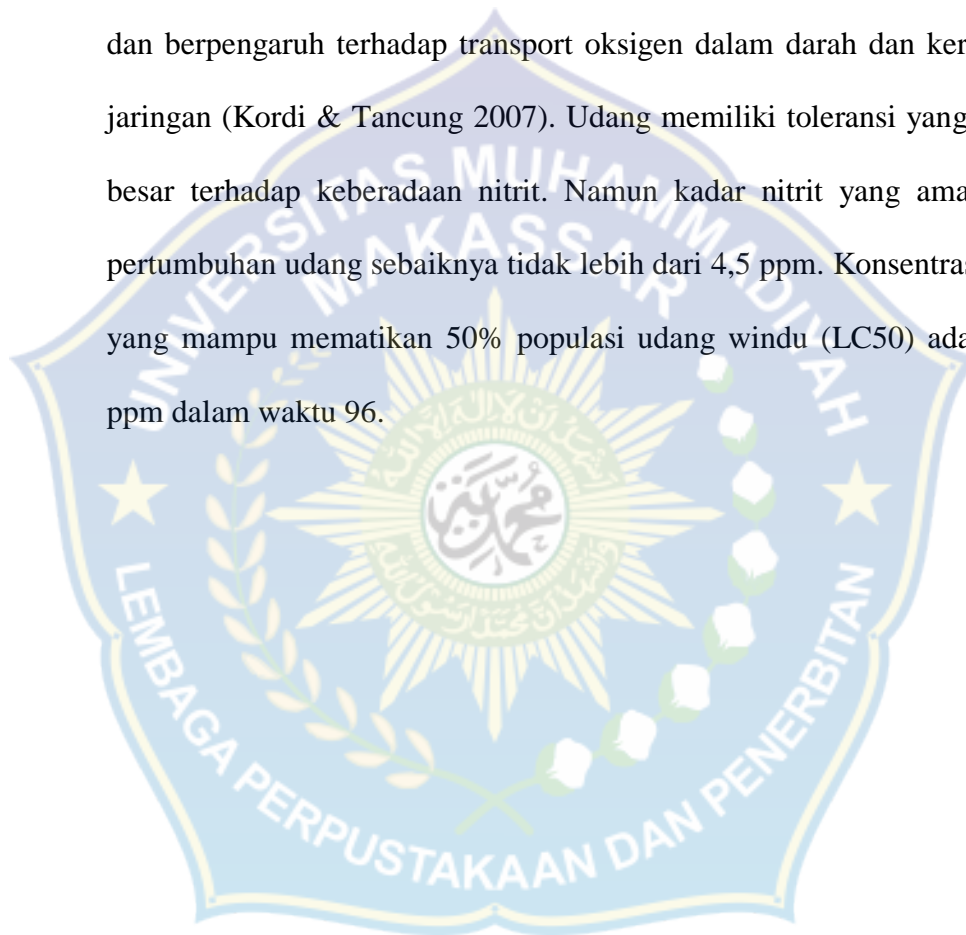 dan berpengaruh terhadap transport oksigen dalam darah dan ker
jaringan (Kordi & Tancung 2007). Udang memiliki toleransi yang
besar terhadap keberadaan nitrit. Namun kadar nitrit yang ama
pertumbuhan udang sebaiknya tidak lebih dari 4,5 ppm. Konsentras
yang mampu mematikan 50% populasi udang windu (LC50) ada
ppm dalam waktu 96.
UNIVERSITAS MUHAMMADIYAH
MAKASSAR
محمدية
LEMBAGA PERPUSTAKAAN DAN PENERBITAN